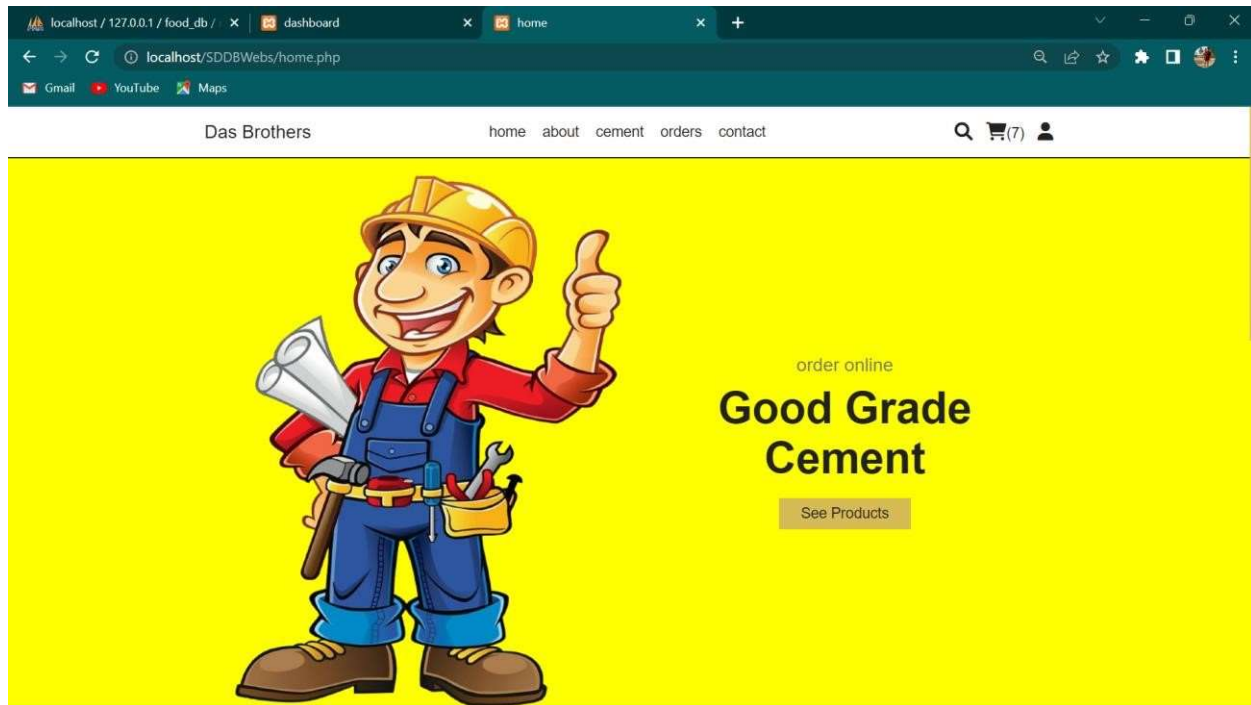 localhost / 127.0.0.1 / food_db /
dashboard
home
localhost/SDDBWebs/home.php
Gmail
YouTube
Maps
Das Brothers
home about cement orders contact
(7)
order online
Good Grade
Cement
See Products